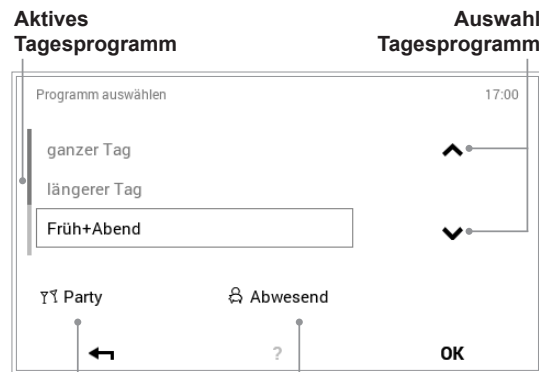 Aktives
Tagesprogramm
Auswahl
Tagesprogramm
Programm auswählen 17:00
ganzer Tag
längerer Tag
Früh+Abend
Party Abwesend
? OK